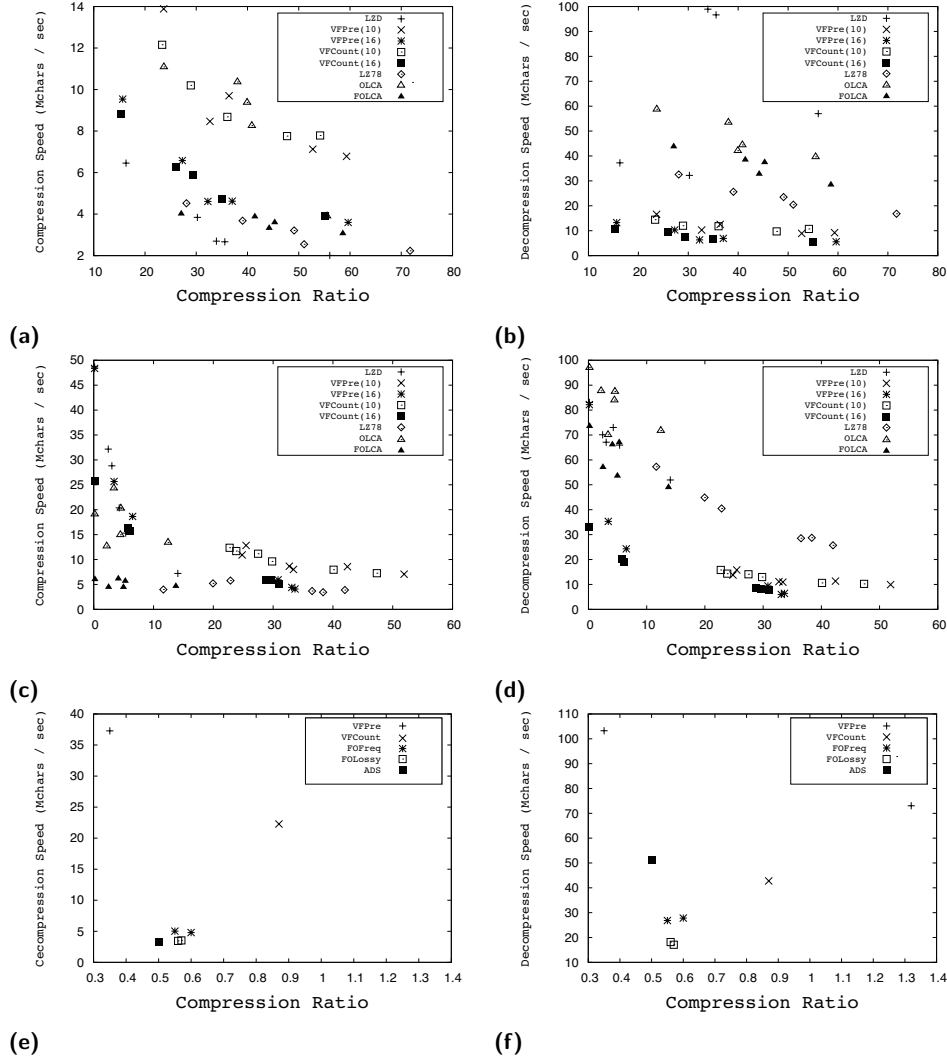 Compression Speed (Mchars / sec)
14
12
10
8
6
4
2
LZD
VFPre(10)
VFPre(16)
VFCount(10)
VFCount(16)
LZ78
OLCA
FOLCA
10 20 30 40 50 60 70 80
Compression Ratio
(a)
Decompression Speed (Mchars / sec)
100
90
80
70
60
50
40
30
20
10
0
LZD
VFPre(10)
VFPre(16)
VFCount(10)
VFCount(16)
LZ78
OLCA
FOLCA
10 20 30 40 50 60 70 80
Compression Ratio
(b)
Compression Speed (Mchars / sec)
50
45
40
35
30
25
20
15
10
5
0
LZD
VFPre(10)
VFPre(16)
VFCount(10)
VFCount(16)
LZ78
OLCA
FOLCA
0 10 20 30 40 50 60
Compression Ratio
(c)
Decompression Speed (Mchars / sec)
100
90
80
70
60
50
40
30
20
10
0
LZD
VFPre(10)
VFPre(16)
VFCount(10)
VFCount(16)
LZ78
OLCA
FOLCA
0 10 20 30 40 50 60
Compression Ratio
(d)
Cecompression Speed (Mchars / sec)
40
35
30
25
20
15
10
5
0
VFPre
VFCount
FOFreq
FOLossy
ADS
0.3 0.4 0.5 0.6 0.7 0.8 0.9 1 1.1 1.2 1.3 1.4
Compression Ratio
(e)
Decompression Speed (Mchars / sec)
110
100
90
80
70
60
50
40
30
20
10
VFPre
VFCount
FOFreq
FOLossy
ADS
0.3 0.4 0.5 0.6 0.7 0.8 0.9 1 1.1 1.2 1.3 1.4
Compression Ratio
(f)